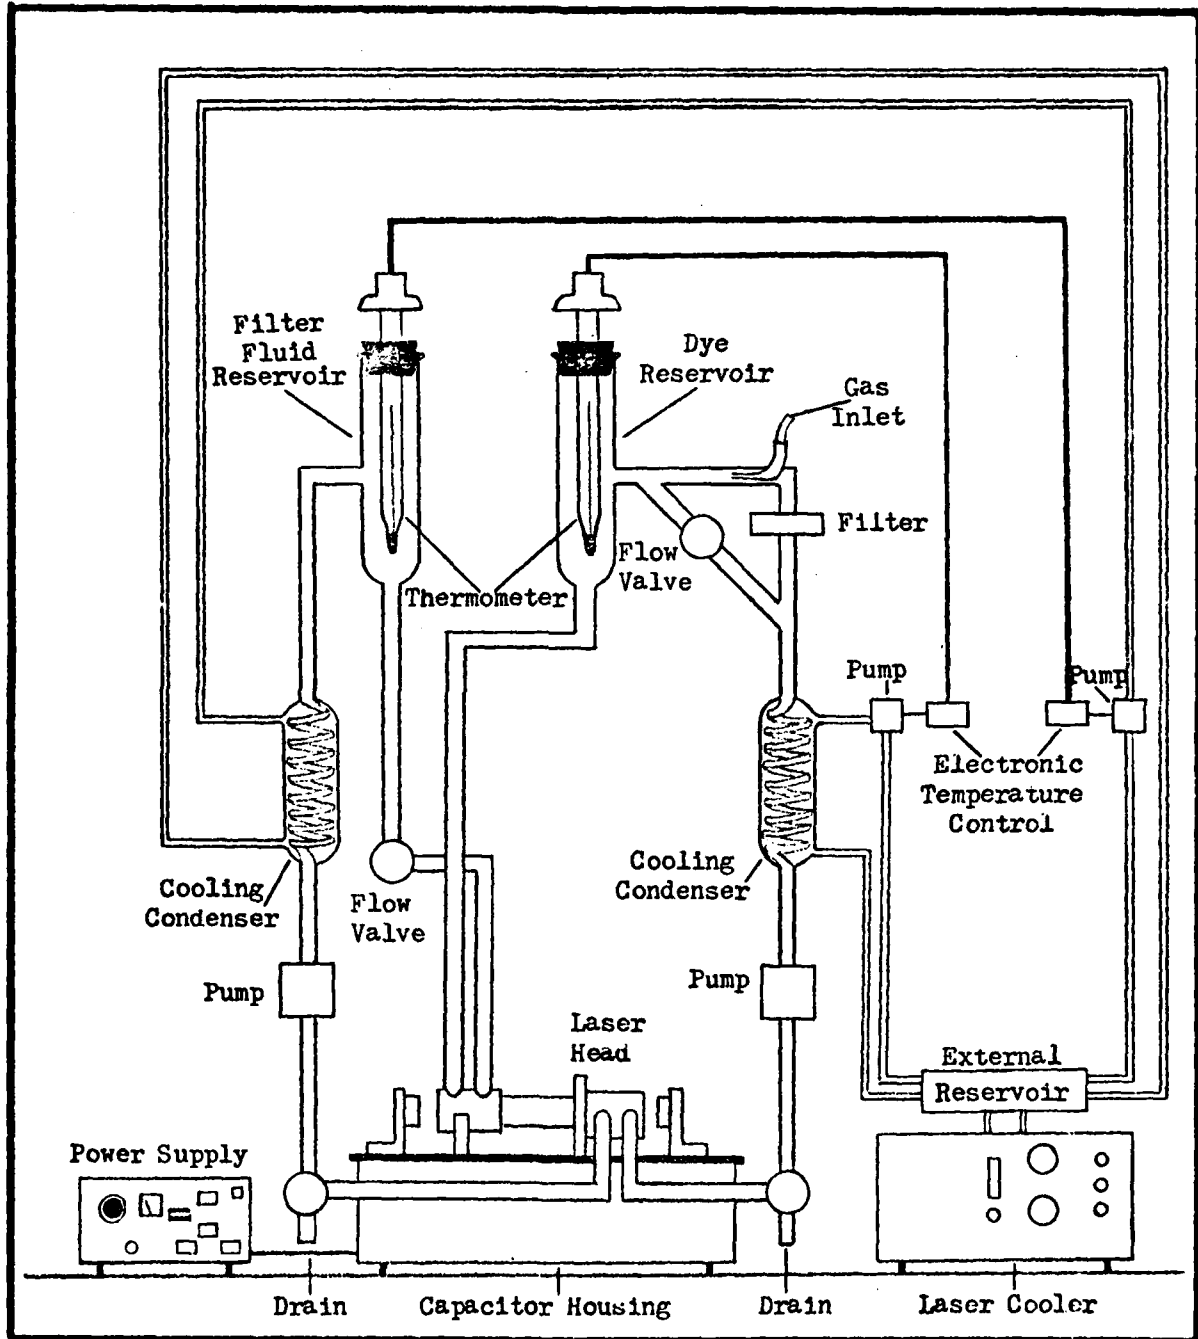 Filter
Fluid
Reservoir
Dye
Reservoir
Gas
Inlet
Filter
Flow
Valve
Thermometer
Pump
Pump
Electronic
Temperature
Control
Cooling
Condenser
Flow
Valve
Cooling
Condenser
Pump
Pump
Laser
Head
External
Reservoir
Power Supply
Drain
Capacitor Housing
Drain
Laser Cooler